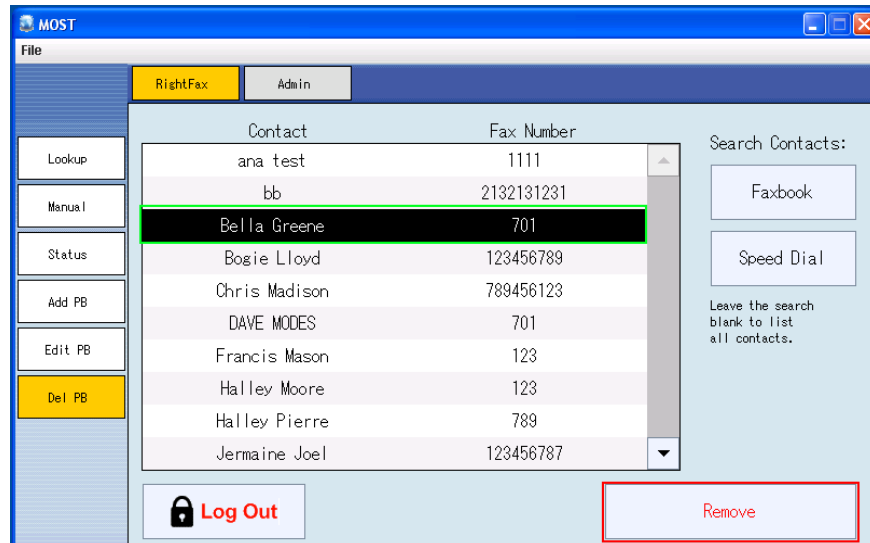 MOST
File
RightFax Admin
Contact Fax Number
Search Contacts:
Lookup
Manual
Status
Add PB
Edit PB
Del PB
ana test 1111
bb 2132131231
Bella Greene 701
Bogie Lloyd 123456789
Chris Madison 789456123
DAVE MODES 701
Francis Mason 123
Halley Moore 123
Halley Pierre 789
Jermaine Joel 123456787
Faxbook
Speed Dial
Leave the search
blank to list
all contacts.
Log Out
Remove